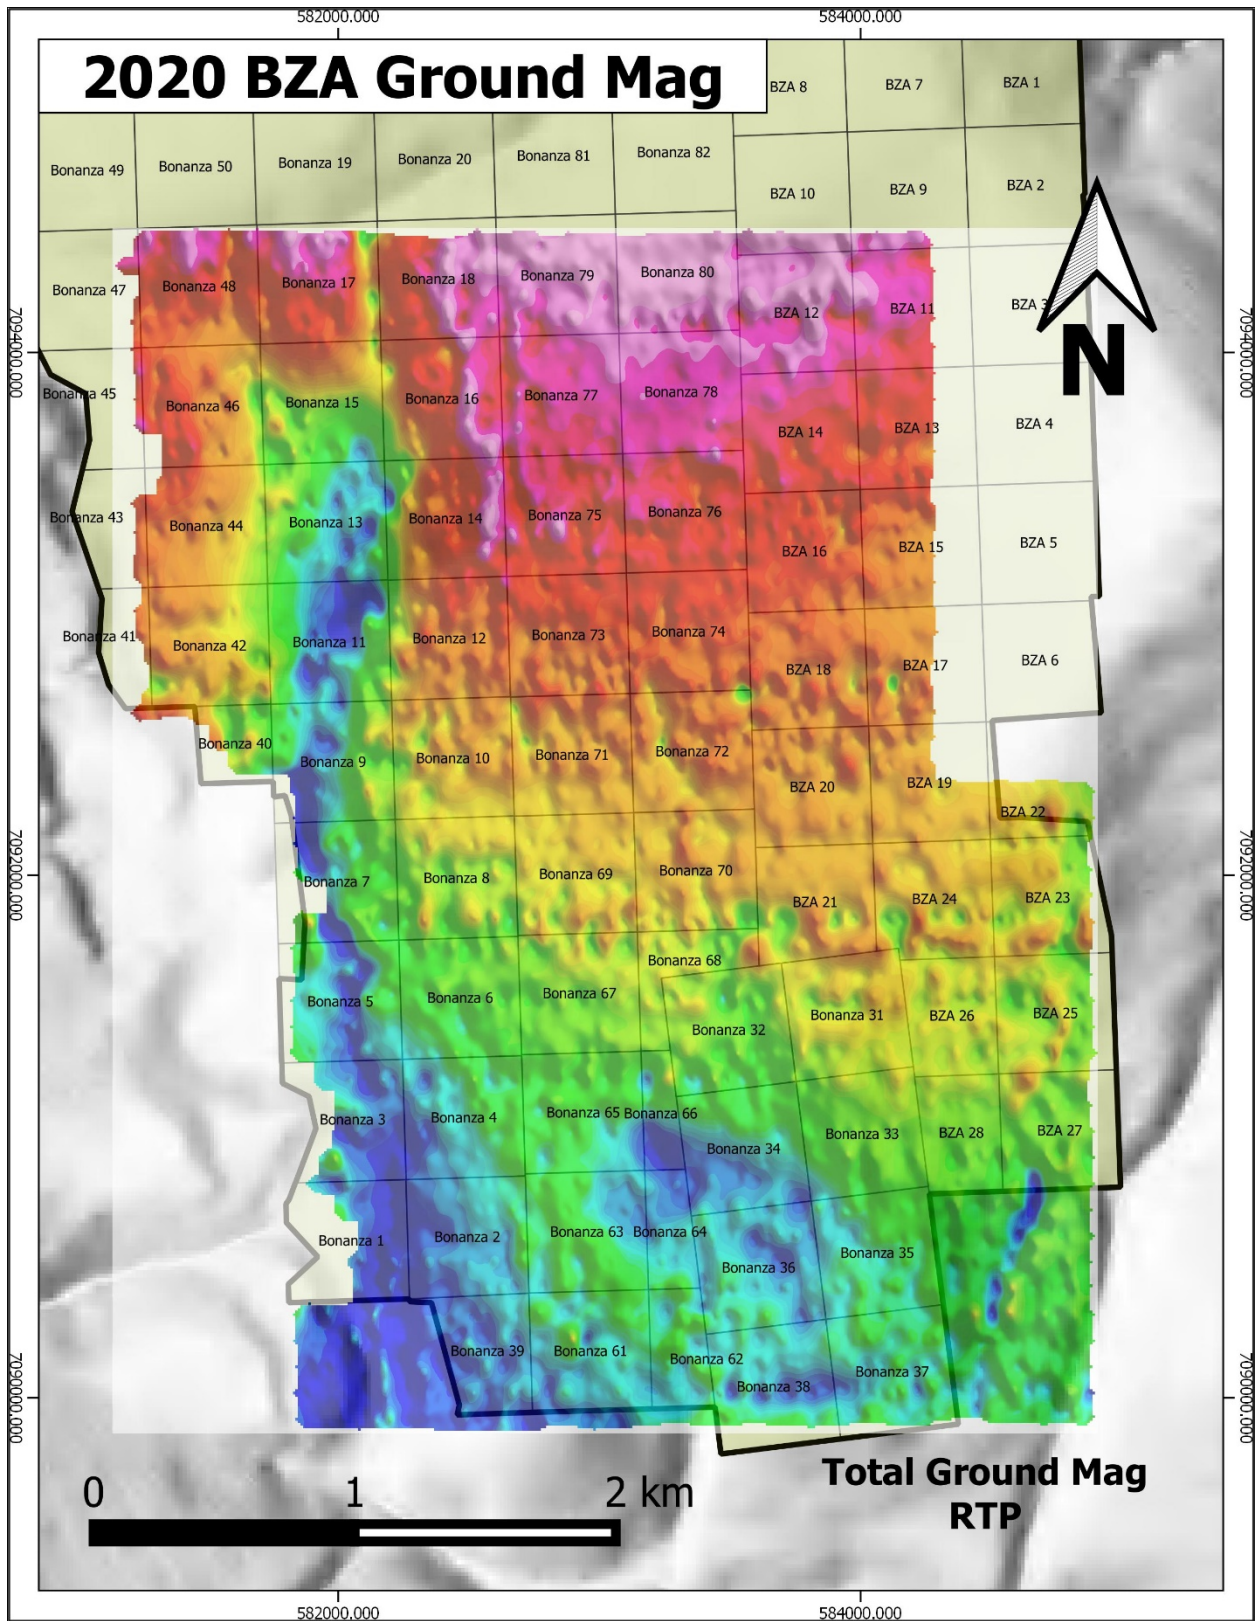 582000.000
584000.000
2020 BZA Ground Mag
BZA 8
BZA 7
BZA 1
Bonanza 49
Bonanza 50
Bonanza 19
Bonanza 20
Bonanza 81
Bonanza 82
BZA 10
BZA 9
BZA 2
Bonanza 47
Bonanza 48
Bonanza 17
Bonanza 18
Bonanza 79
Bonanza 80
BZA 12
BZA 11
BZA 3
N
7094000.000
7094000.000
Bonanza 45
Bonanza 46
Bonanza 15
Bonanza 16
Bonanza 77
Bonanza 78
BZA 14
BZA 13
BZA 4
Bonanza 43
Bonanza 44
Bonanza 13
Bonanza 14
Bonanza 75
Bonanza 76
BZA 16
BZA 15
BZA 5
Bonanza 41
Bonanza 42
Bonanza 11
Bonanza 12
Bonanza 73
Bonanza 74
BZA 18
BZA 17
BZA 6
Bonanza 40
Bonanza 9
Bonanza 10
Bonanza 71
Bonanza 72
BZA 20
BZA 19
BZA 22
7092000.000
7092000.000
Bonanza 7
Bonanza 8
Bonanza 69
Bonanza 70
BZA 21
BZA 24
BZA 23
Bonanza 68
Bonanza 5
Bonanza 6
Bonanza 67
Bonanza 32
Bonanza 31
BZA 26
BZA 25
Bonanza 3
Bonanza 4
Bonanza 65
Bonanza 66
Bonanza 34
Bonanza 33
BZA 28
BZA 27
Bonanza 1
Bonanza 2
Bonanza 63
Bonanza 64
Bonanza 36
Bonanza 35
Bonanza 39
Bonanza 61
Bonanza 62
Bonanza 38
Bonanza 37
7090000.000
7090000.000
0 1 2 km
Total Ground Mag
RTP
582000.000
584000.000